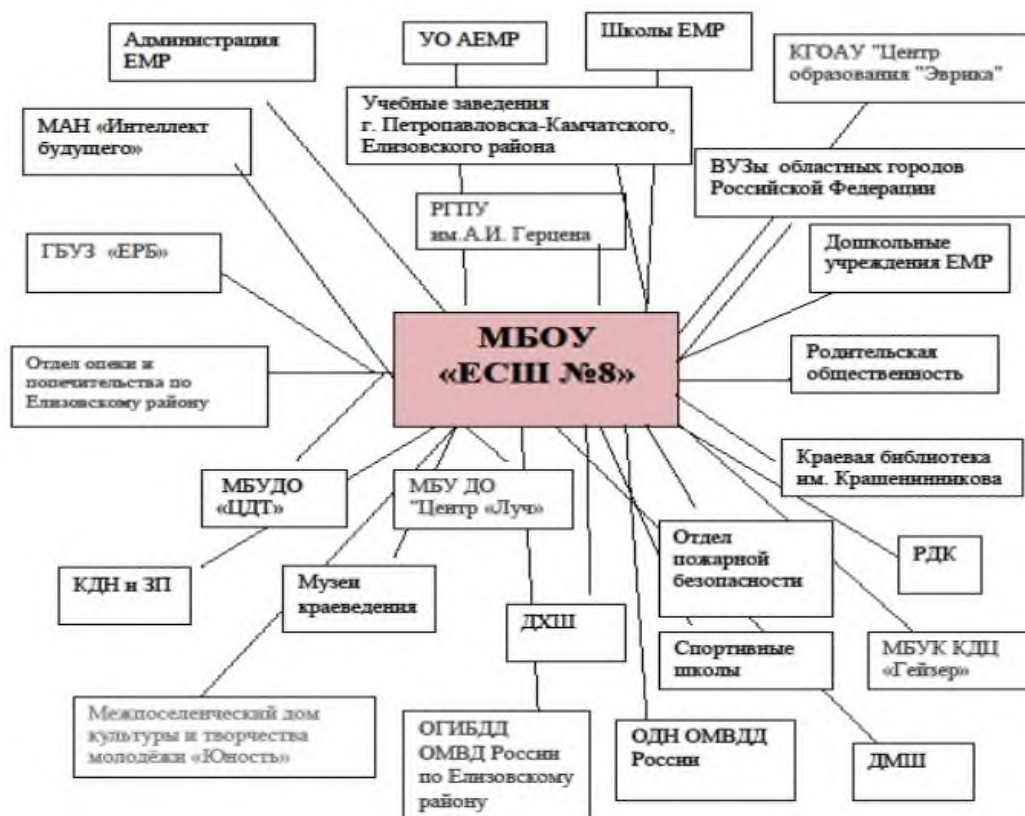 Администрация
ЕМР
УО АЕМР
Школы ЕМР
КГОАУ "Центр
образования "Эврика"
МАН «Интеллект
будущего»
Учебные заведения
г. Петропавловска-Камчатского,
Елизовского района
ВУЗы областных городов
Российской Федерации
РГПУ
им.А.И. Герцена
ГБУЗ «ЕРБ»
Дошкольные
учреждения ЕМР
МБОУ
«ЕСШ №8»
Отдел опеки и
попечительства по
Елизовскому району
Родительская
общественность
Краевая библиотека
им. Крашенинникова
МБУДО
«ЦДТ»
МБУ ДО
"Центр «Луч»
Отдел
пожарной
безопасности
РДК
КДН и ЗП
Музеи
краеведения
ДХШ
Спортивные
школы
МБУК КДЦ
«Гейзер»
Межпоселенческий дом
культуры и творчества
молодёжи «Юность»
ОГИБДД
ОМВД России
по Елизовскому
району
ОДН ОМВДД
России
ДМШ